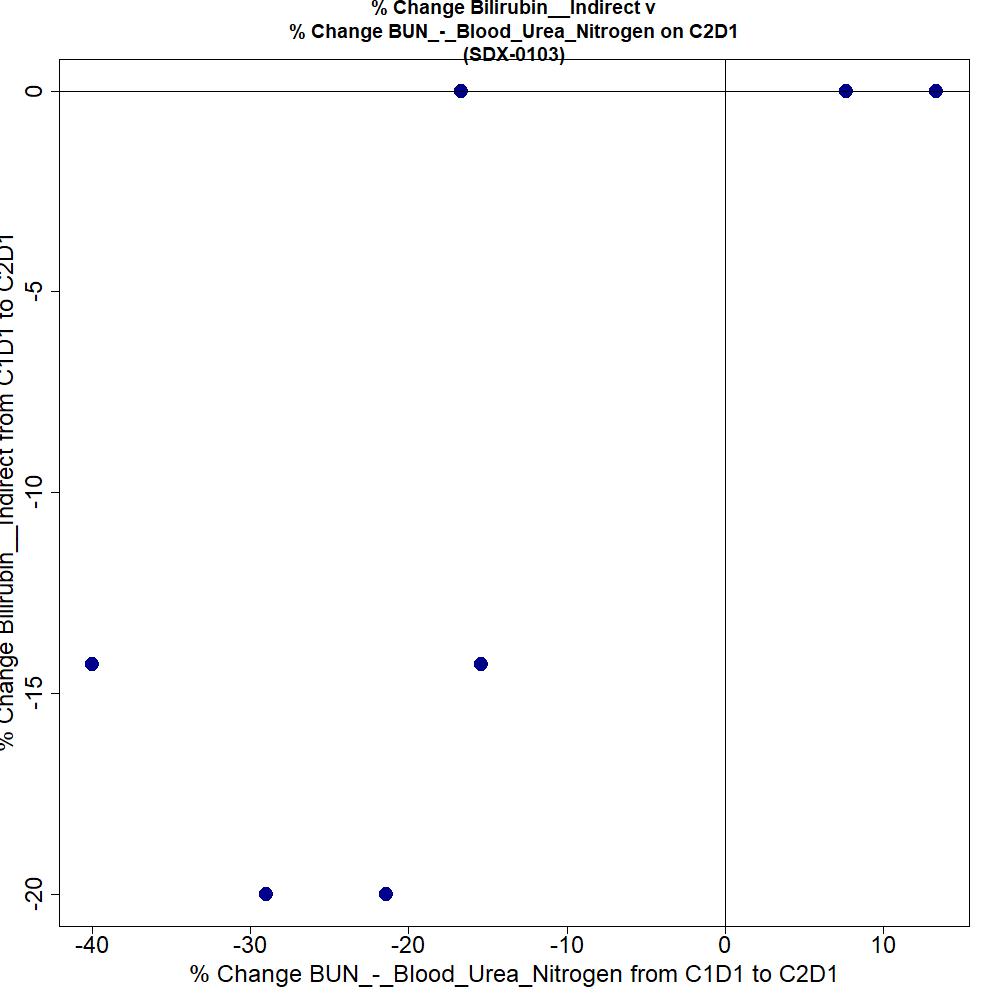 % Change Bilirubin__Indirect v
% Change BUN_-_Blood_Urea_Nitrogen on C2D1
(SDX-0103)
% Change Bilirubin__Indirect from C1D1 to C2D1
0
-5
-10
-15
-20
-40
-30
-20
-10
0
10
% Change BUN_-_Blood_Urea_Nitrogen from C1D1 to C2D1